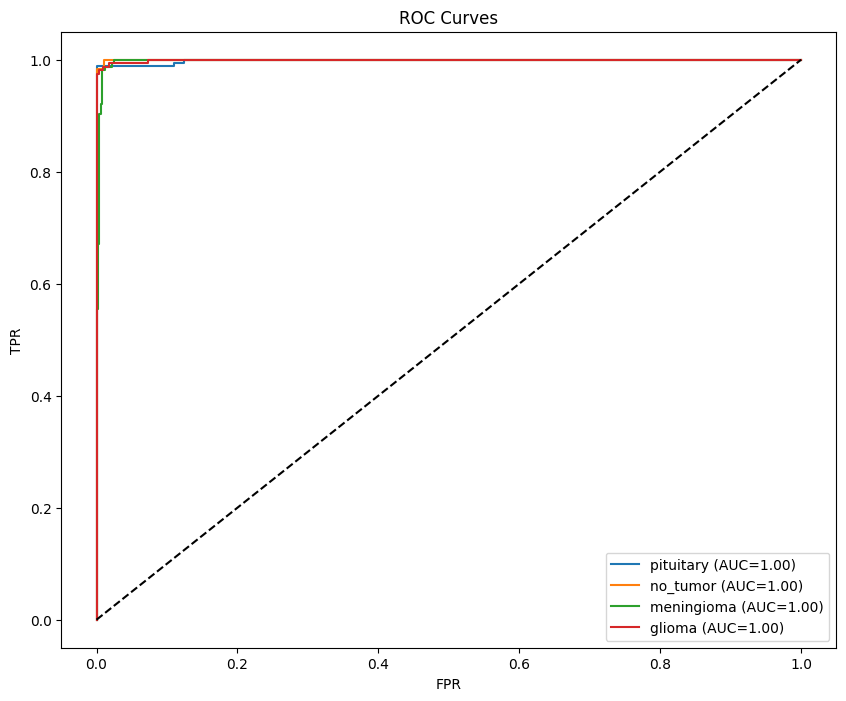 ROC Curves
1.0
0.8
0.6
0.4
0.2
0.0
TPR
0.0 0.2 0.4 0.6 0.8 1.0
FPR
pituitary (AUC=1.00)
no_tumor (AUC=1.00)
meningioma (AUC=1.00)
glioma (AUC=1.00)